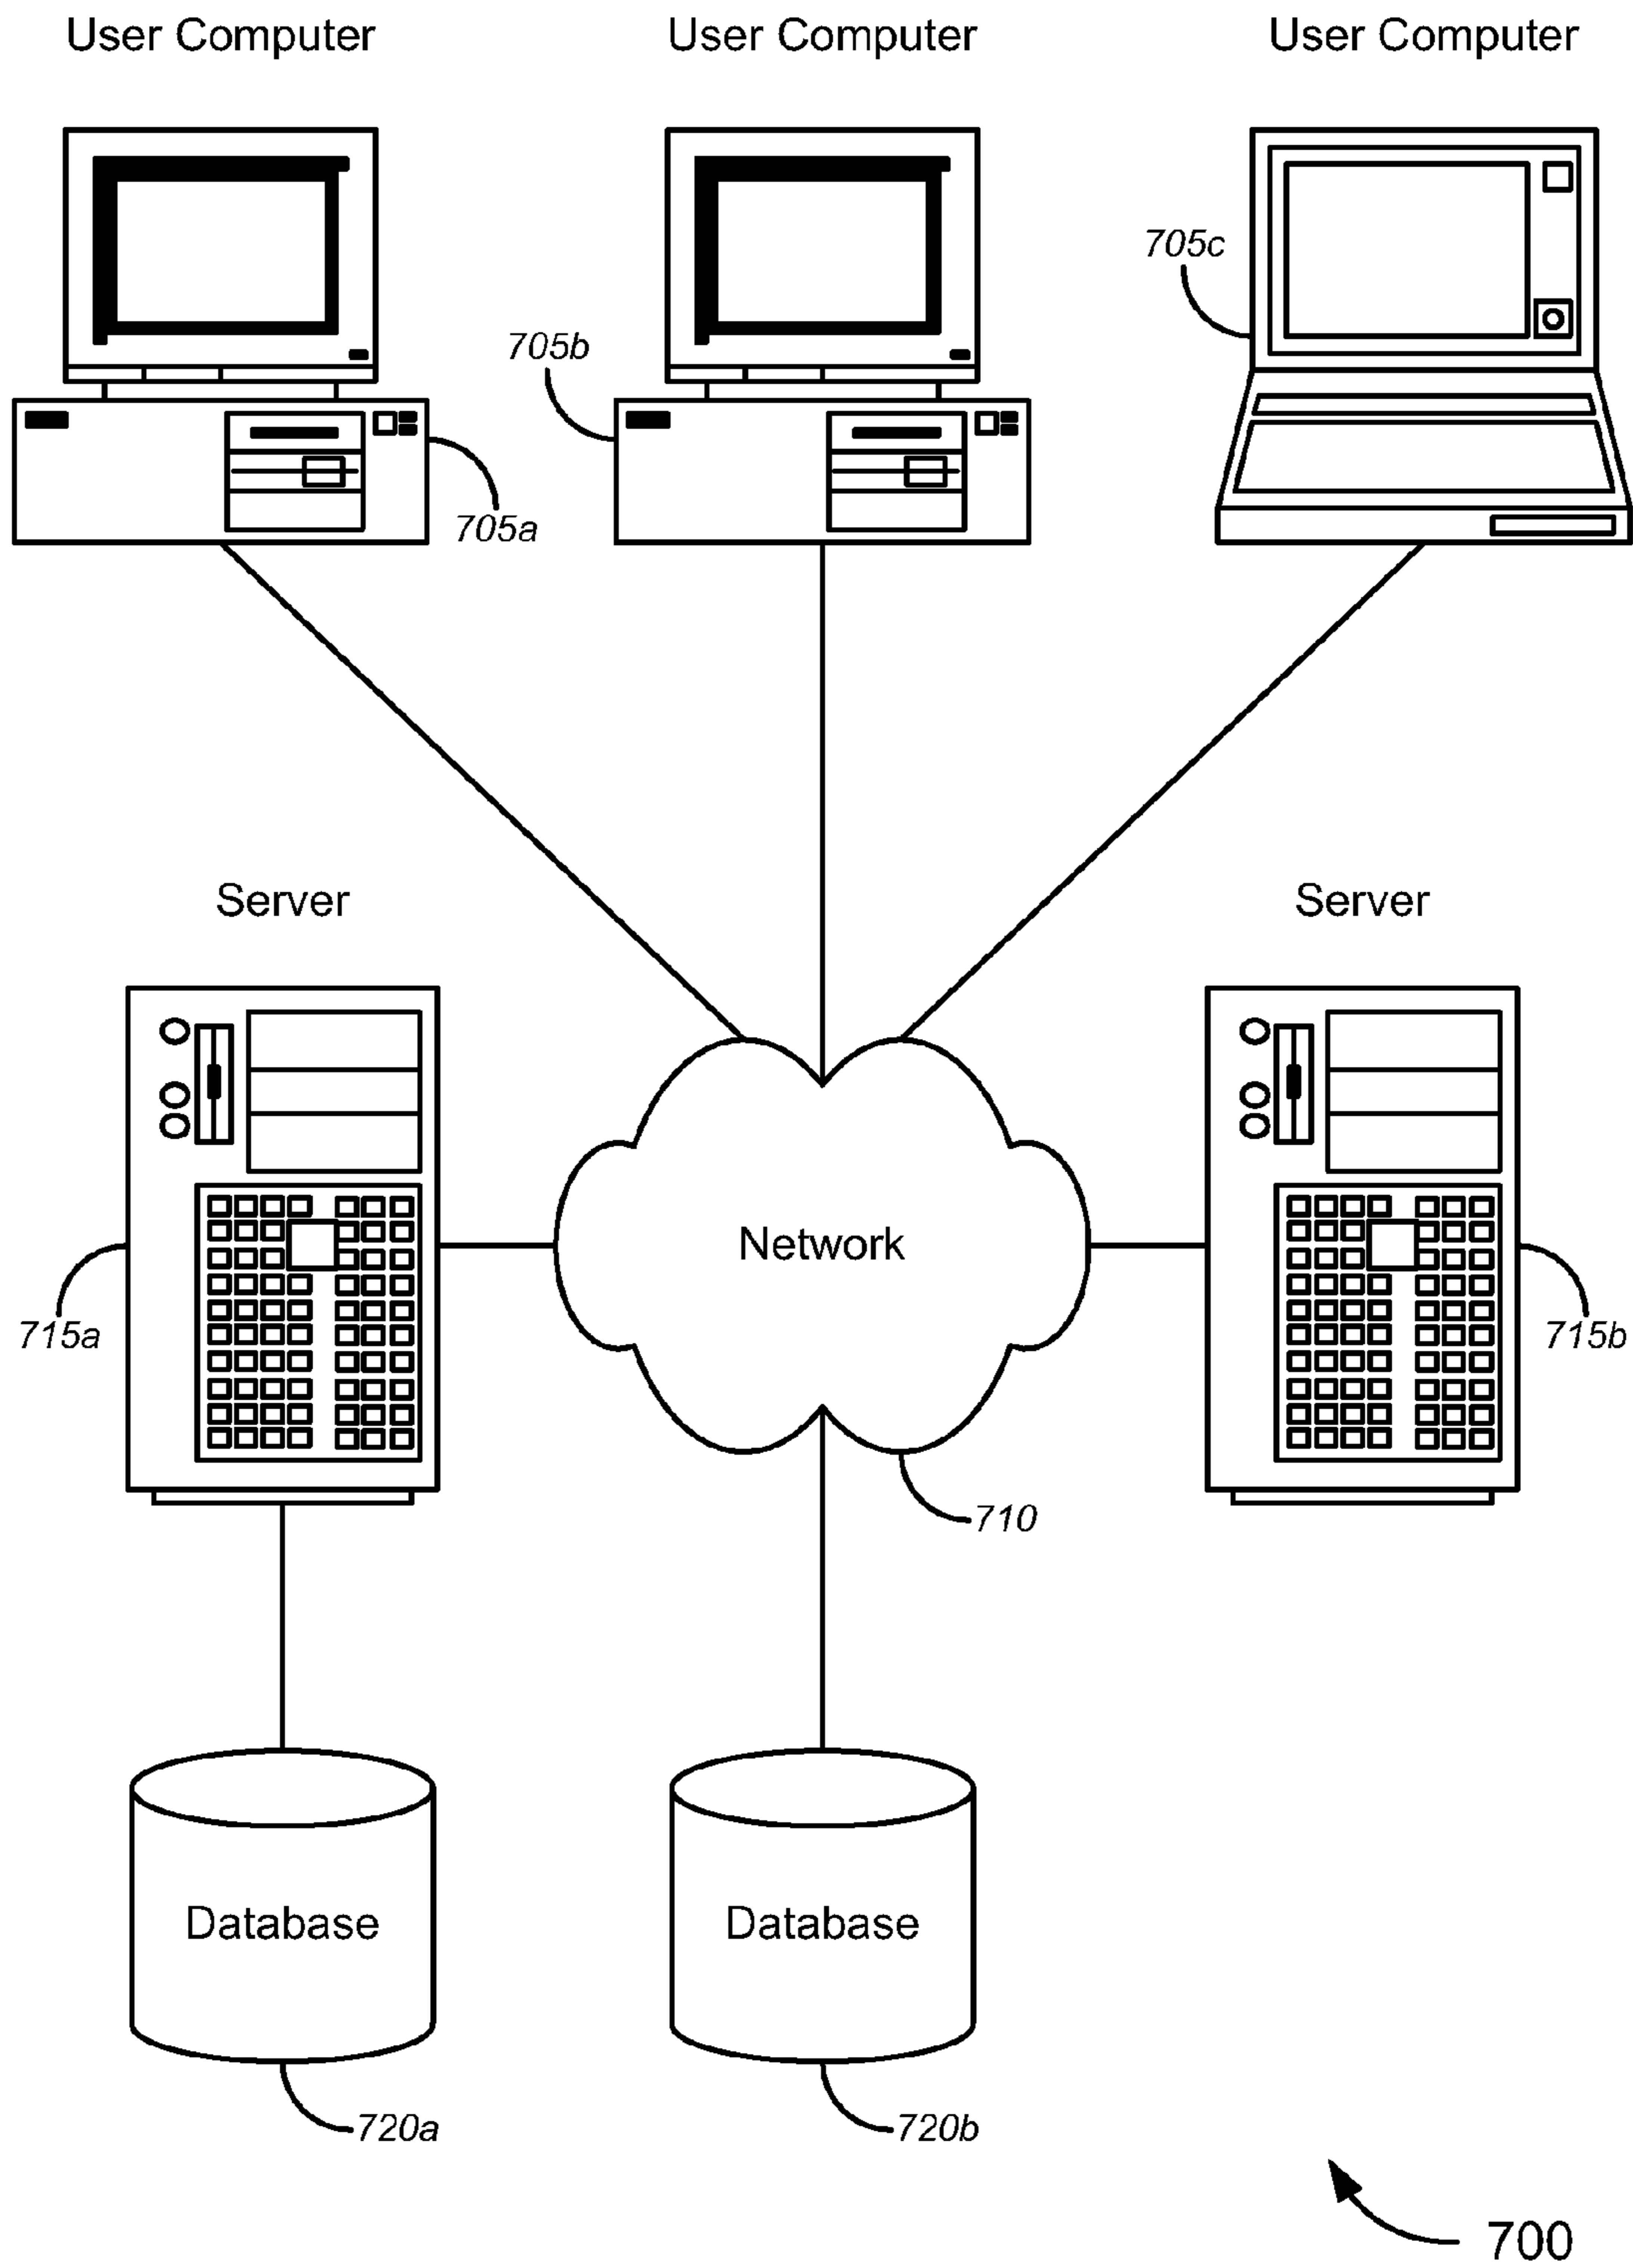 User Computer
User Computer
User Computer
705c
705b
705a
Server
Server
Network
715a
715b
710
Database
Database
720a
720b
700